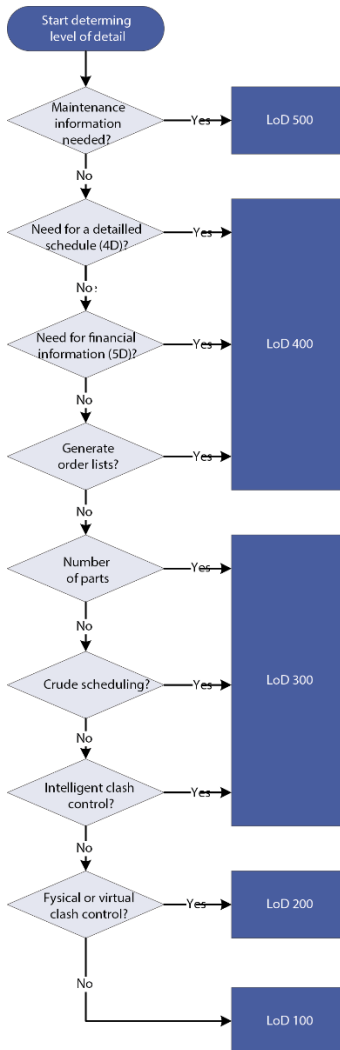 Start determing
level of detail
Maintenance
information
needed?
Yes
LoD 500
No
Need for a detailled
schedule (4D)?
Yes
No
Need for financial
information (5D)?
Yes
LoD 400
No
Generate
order lists?
Yes
No
Number
of parts
Yes
No
Crude scheduling?
Yes
LoD 300
No
Intelligent clash
control?
Yes
No
Fysical or virtual
clash control?
Yes
LoD 200
No
LoD 100